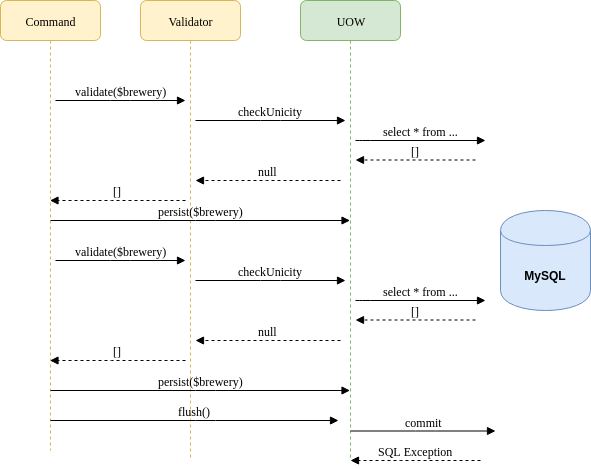 Command
Validator
UOW
validate($brewery)
checkUnicity
select * from ...
[]
null
[]
persist($brewery)
validate($brewery)
checkUnicity
MySQL
select * from ...
[]
null
[]
persist($brewery)
flush()
commit
SQL Exception